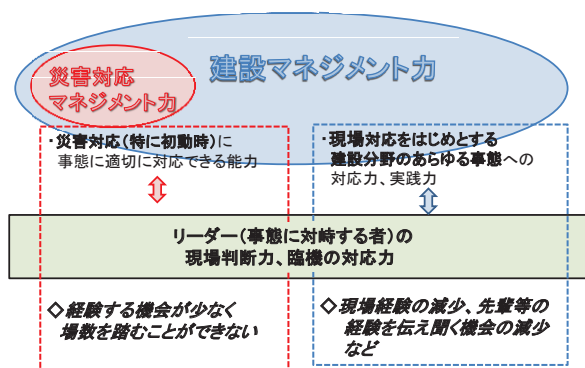 災害対応
マネジメント力
建設マネジメント力
・災害対応(特に初動時)に
事態に適切に対応できる能力
・現場対応をはじめとする
建設分野のあらゆる事態への
対応力、実践力
リーダー(事態に対峙する者)の
現場判断力、臨機の対応力
◇経験する機会が少なく
場数を踏むことができない
◇現場経験の減少、先輩等の
経験を伝え聞く機会の減少
など